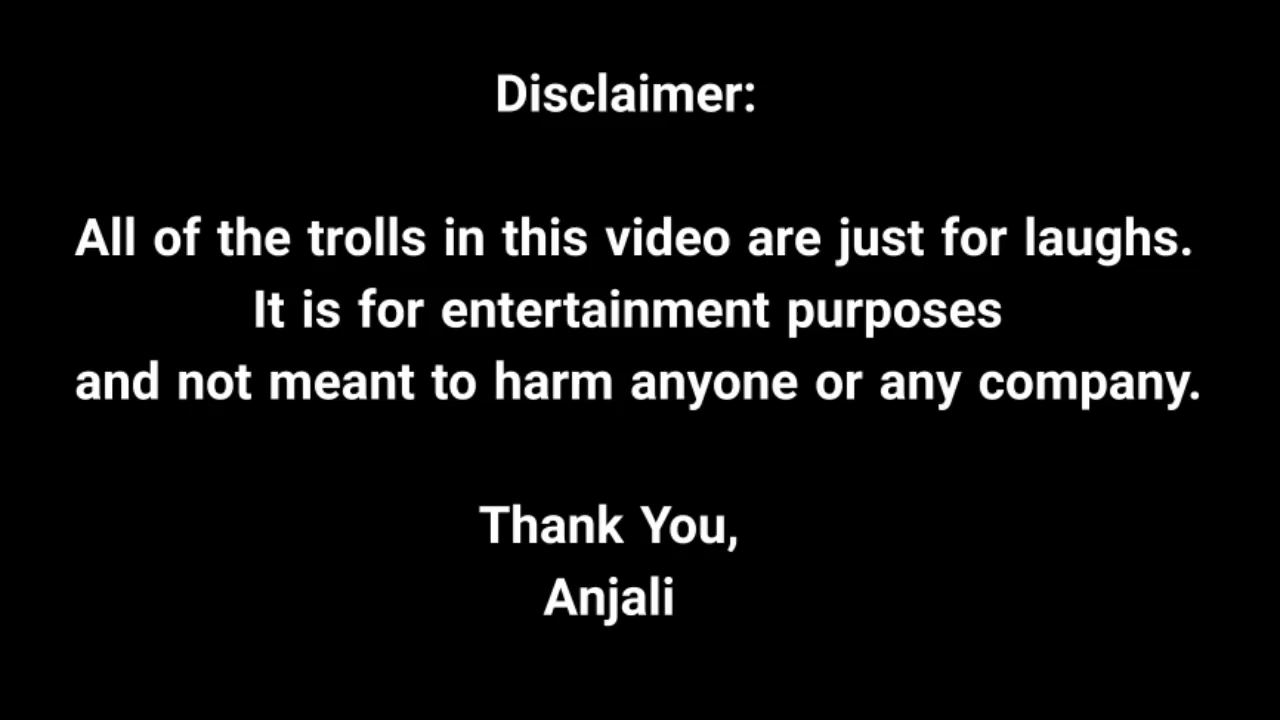 Disclaimer:
All of the trolls in this video are just for laughs.
It is for entertainment purposes
and not meant to harm anyone or any company.
Thank You,
Anjali